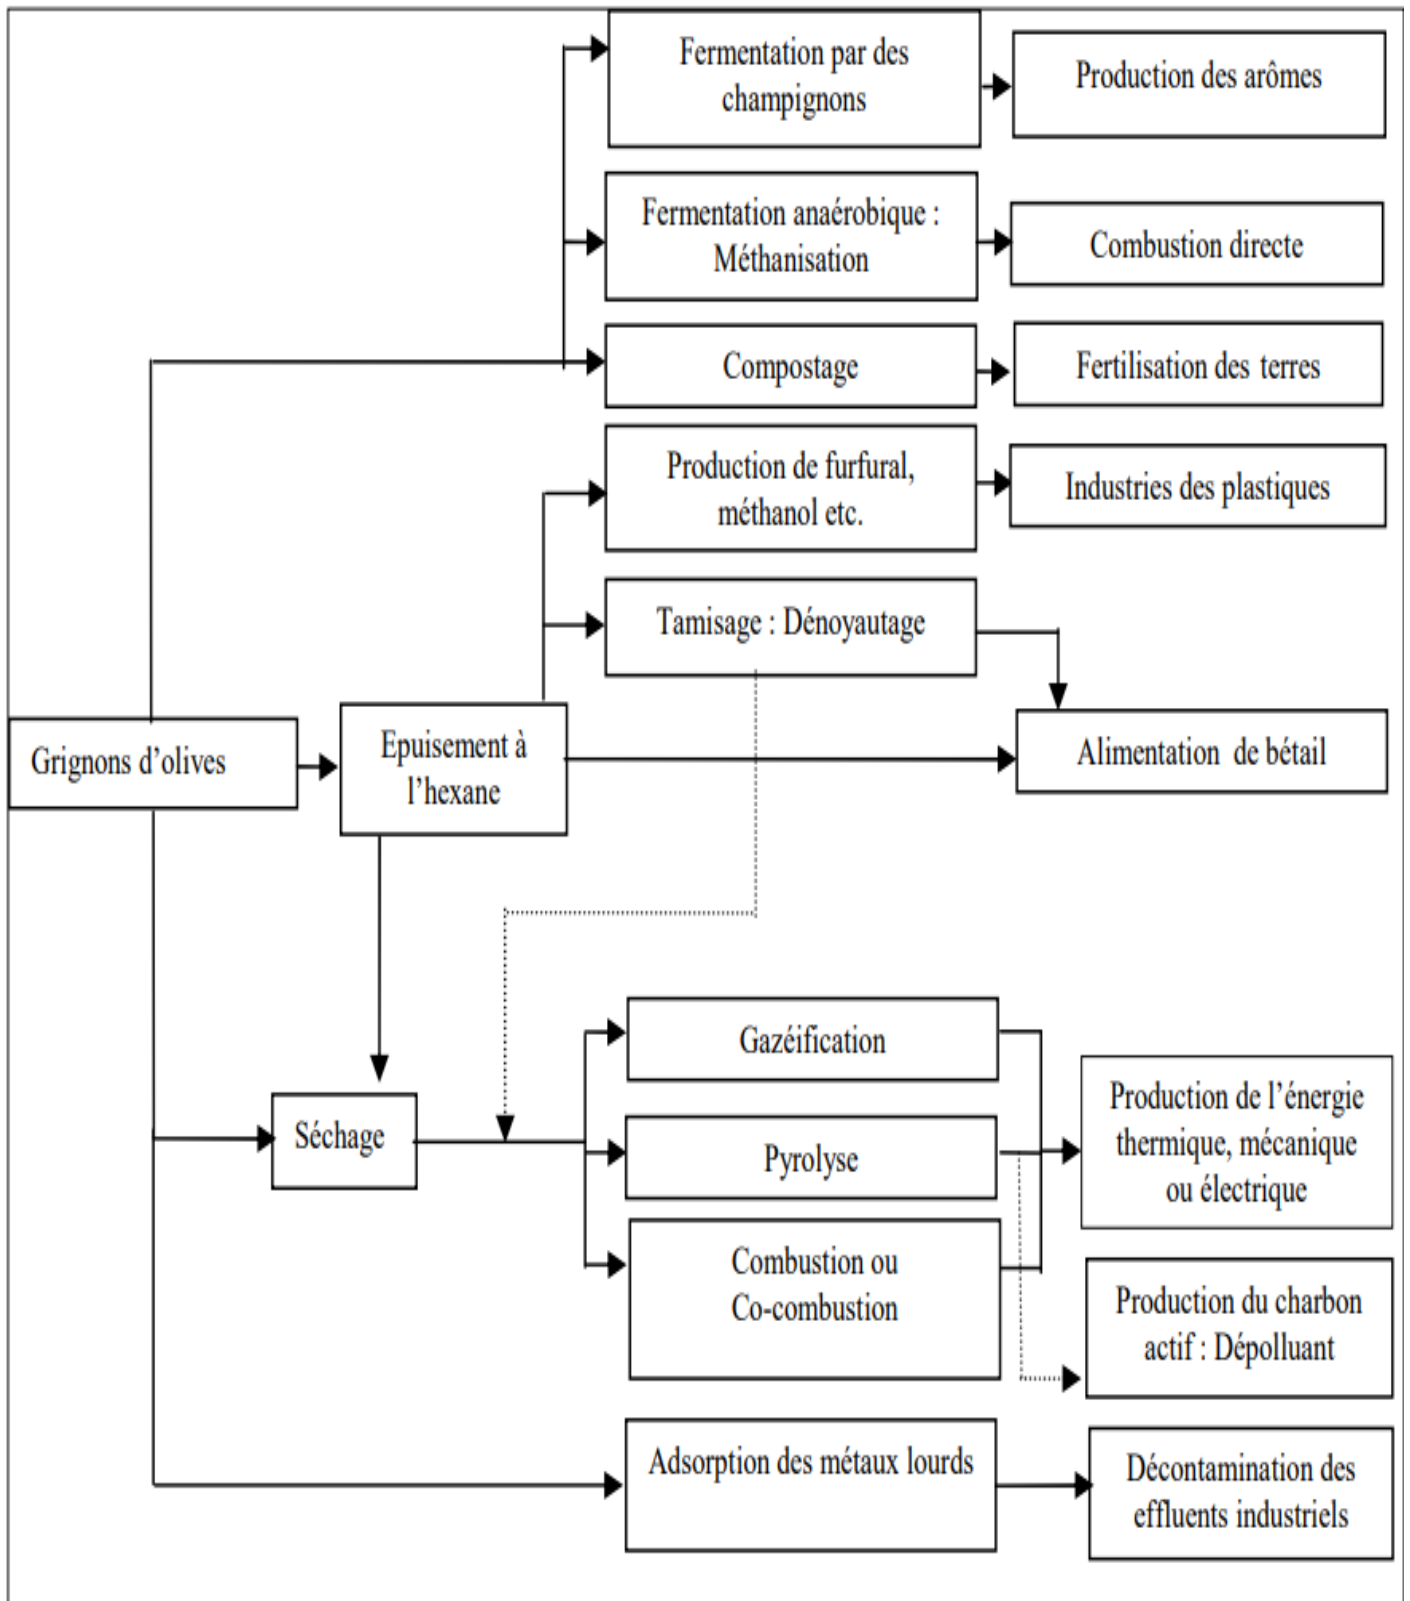 Fermentation par des
champignons
Production des arômes
Fermentation anaérobique :
Méthanisation
Combustion directe
Compostage
Fertilisation des terres
Production de furfural,
méthanol etc.
Industries des plastiques
Tamisage : Dénoyautage
Grignons d’olives
Epuisement à
l’hexane
Alimentation de bétail
Gazéification
Séchage
Pyrolyse
Production de l’énergie
thermique, mécanique
ou électrique
Combustion ou
Co-combustion
Production du charbon
actif : Dépolluant
Adsorption des métaux lourds
Décontamination des
effluents industriels